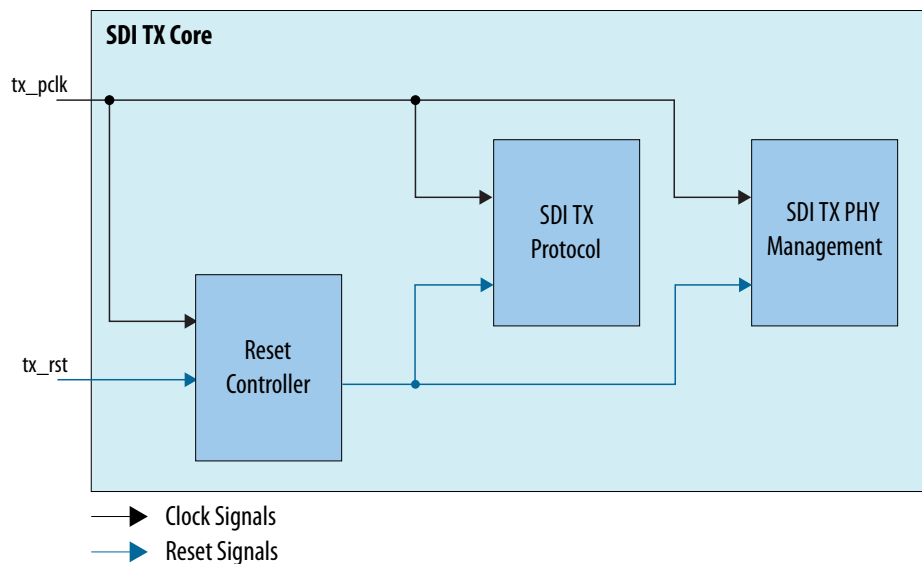 SDI TX Core
tx_pclk
SDI TX
Protocol
SDI TX PHY
Management
Reset
Controller
tx_rst
Clock Signals
Reset Signals